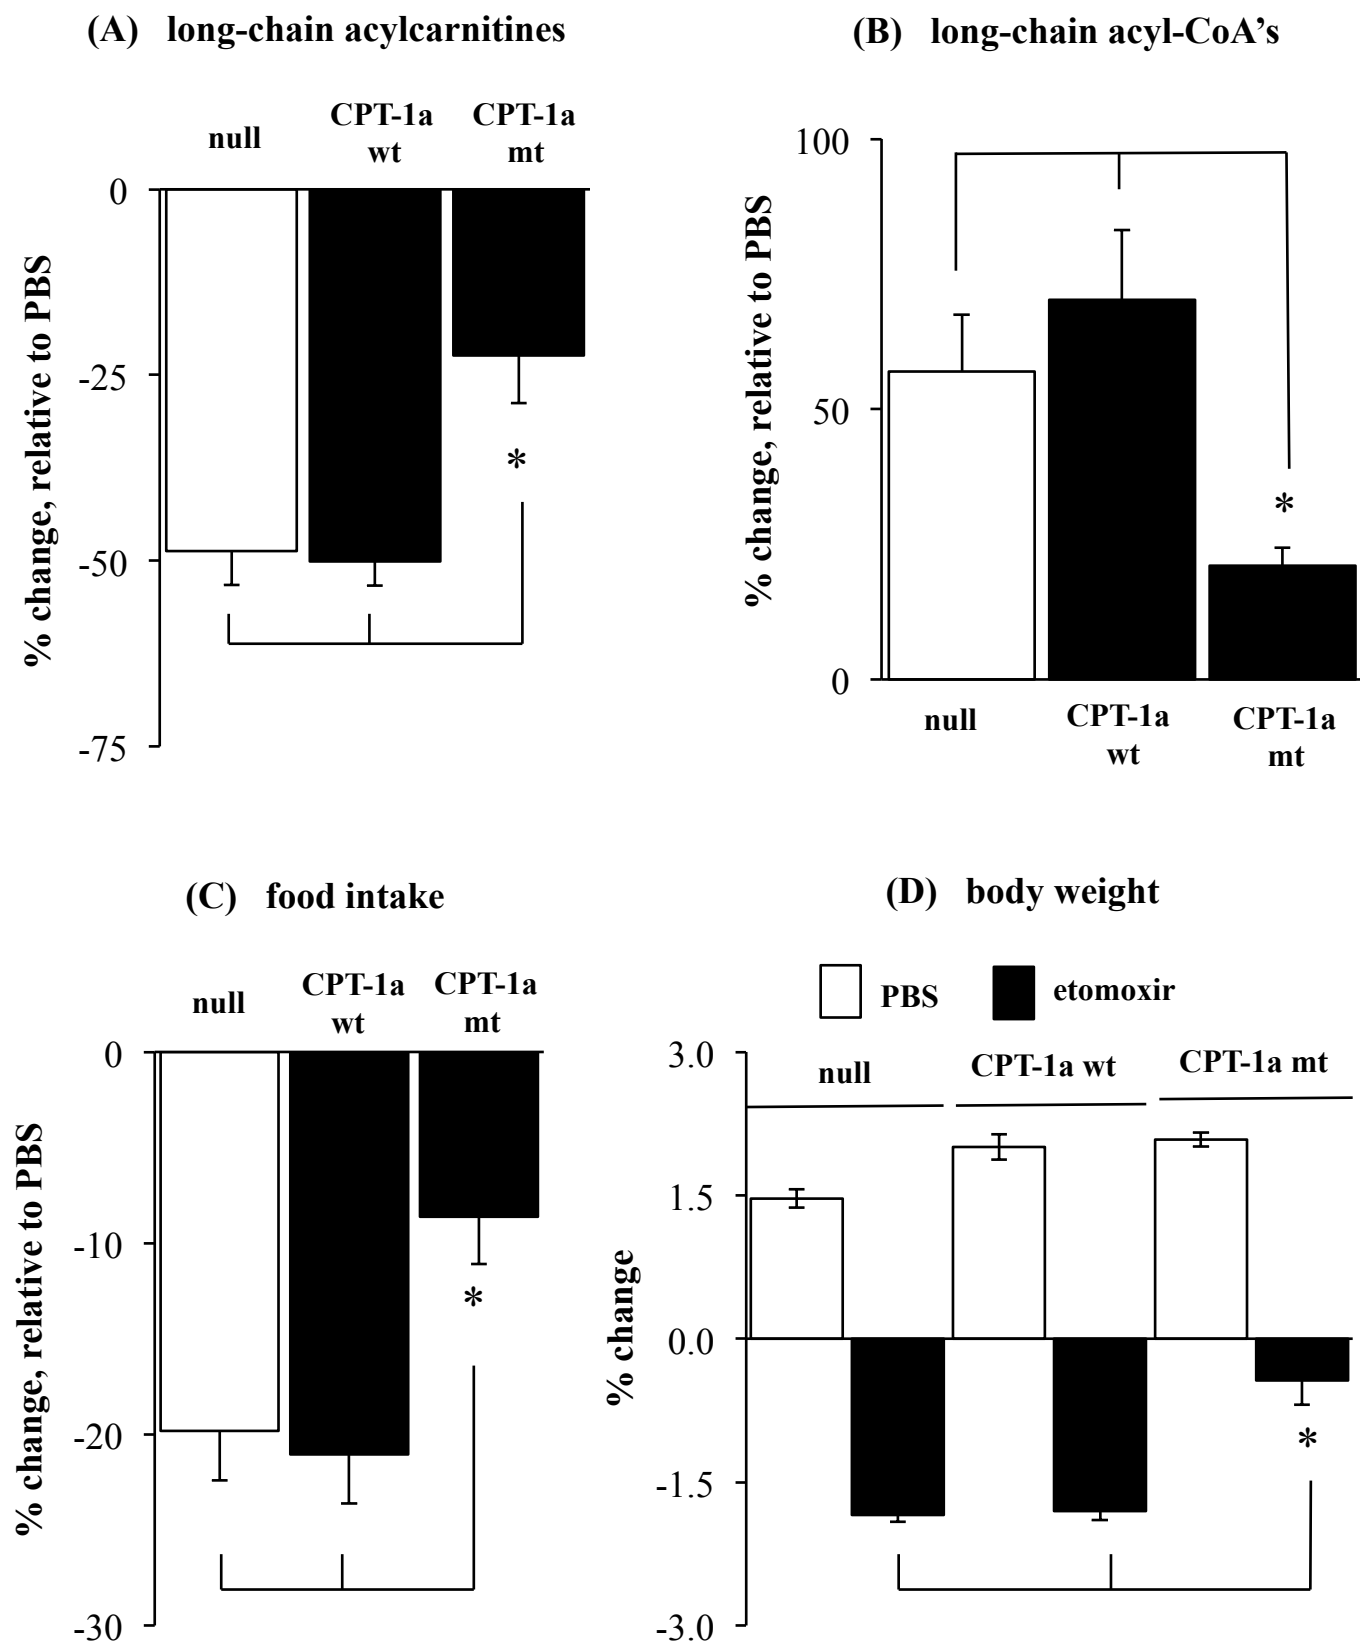 (A) long-chain acylcarnitines
null
CPT-1a
wt
CPT-1a
mt
% change, relative to PBS
0
-25
-50
-75
*
(B) long-chain acyl-CoA’s
% change, relative to PBS
100
50
0
*
null
CPT-1a
wt
CPT-1a
mt
(C) food intake
null
CPT-1a
wt
CPT-1a
mt
% change, relative to PBS
0
-10
-20
-30
*
(D) body weight
PBS
etomoxir
null
CPT-1a wt
CPT-1a mt
% change
3.0
1.5
0.0
-1.5
-3.0
*